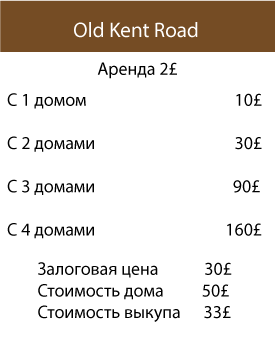 Old Kent Road
Аренда 2£
С 1 домом 10£
С 2 домами 30£
С 3 домами 90£
С 4 домами 160£
Залоговая цена 30£
Стоимость дома 50£
Стоимость выкупа 33£